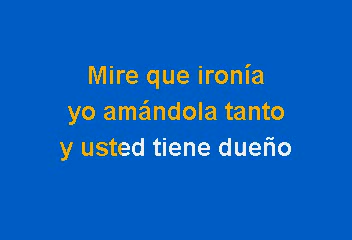 Mire que ironía
yo amándola tanto
y usted tiene dueño